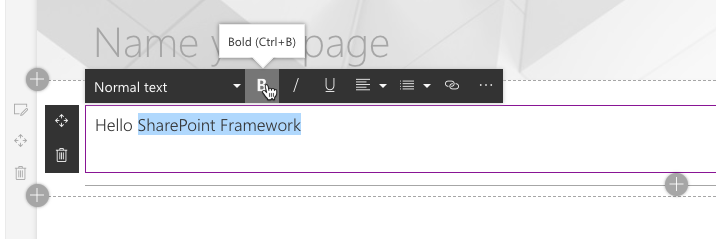 Name y page
Bold (Ctrl+B)
Normal text B / U ...
Hello SharePoint Framework